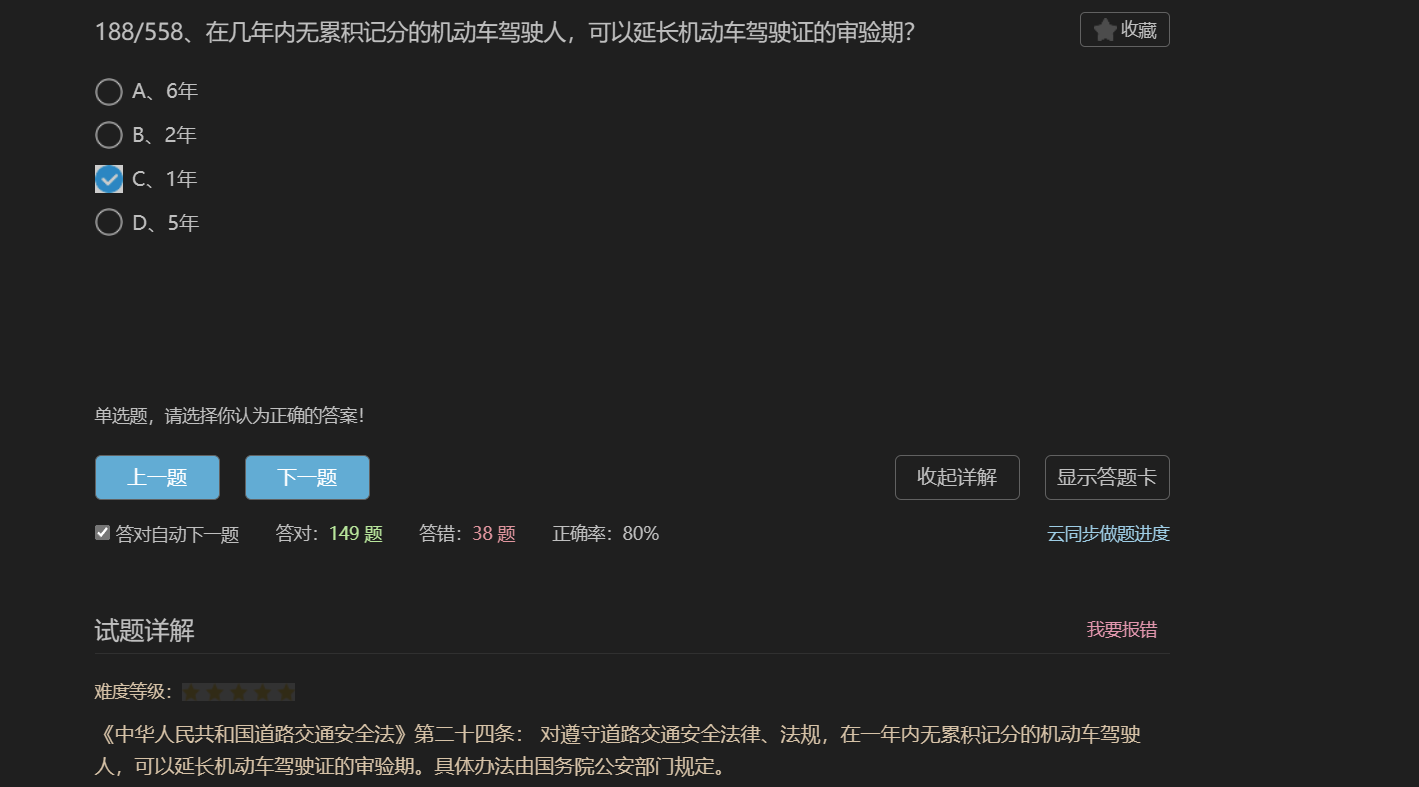 188/558、在几年内无累积记分的机动车驾驶人，可以延长机动车驾驶证的审验期？
收藏
A、6年
B、2年
C、1年
D、5年
单选题，请选择你认为正确的答案！
上一题 下一题 收起详解 显示答题卡
答对自动下一题 答对：149 题 答错：38 题 正确率：80% 云同步做题进度
试题详解 我要报错
难度等级：
《中华人民共和国道路交通安全法》第二十四条： 对遵守道路交通安全法律、法规，在一年内无累积记分的机动车驾驶
人，可以延长机动车驾驶证的审验期。具体办法由国务院公安部门规定。